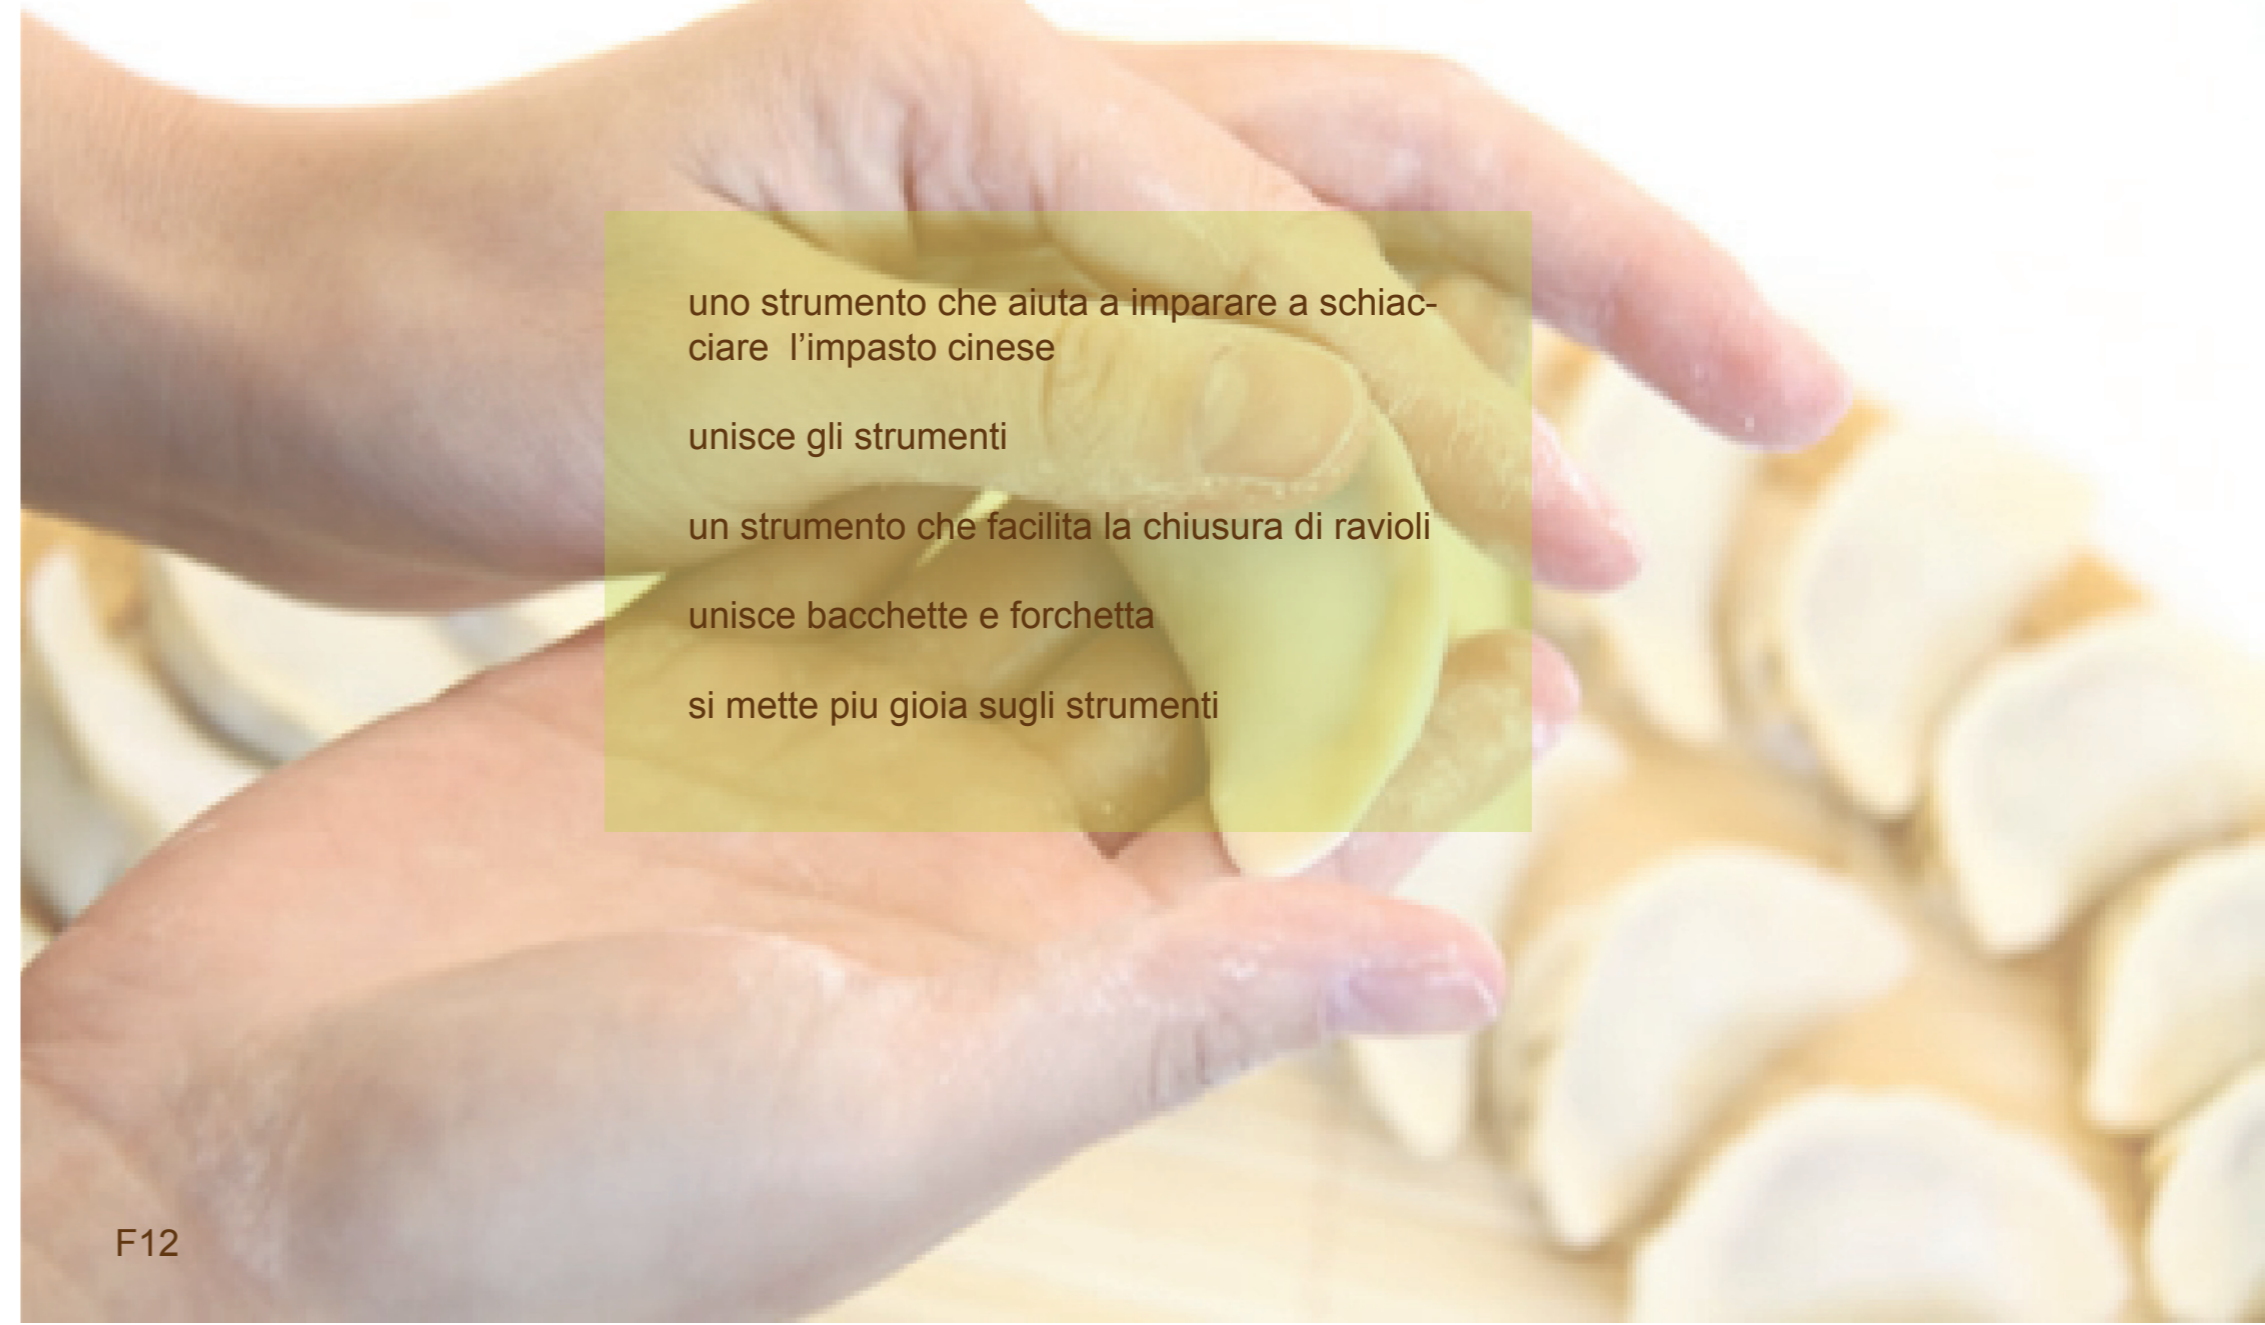 uno strumento che aiuta a imparare a schiac-
ciare  l’impasto cinese
unisce gli strumenti
un strumento che facilita la chiusura di ravioli
unisce bacchette e forchetta
si mette piu gioia sugli strumenti
F12